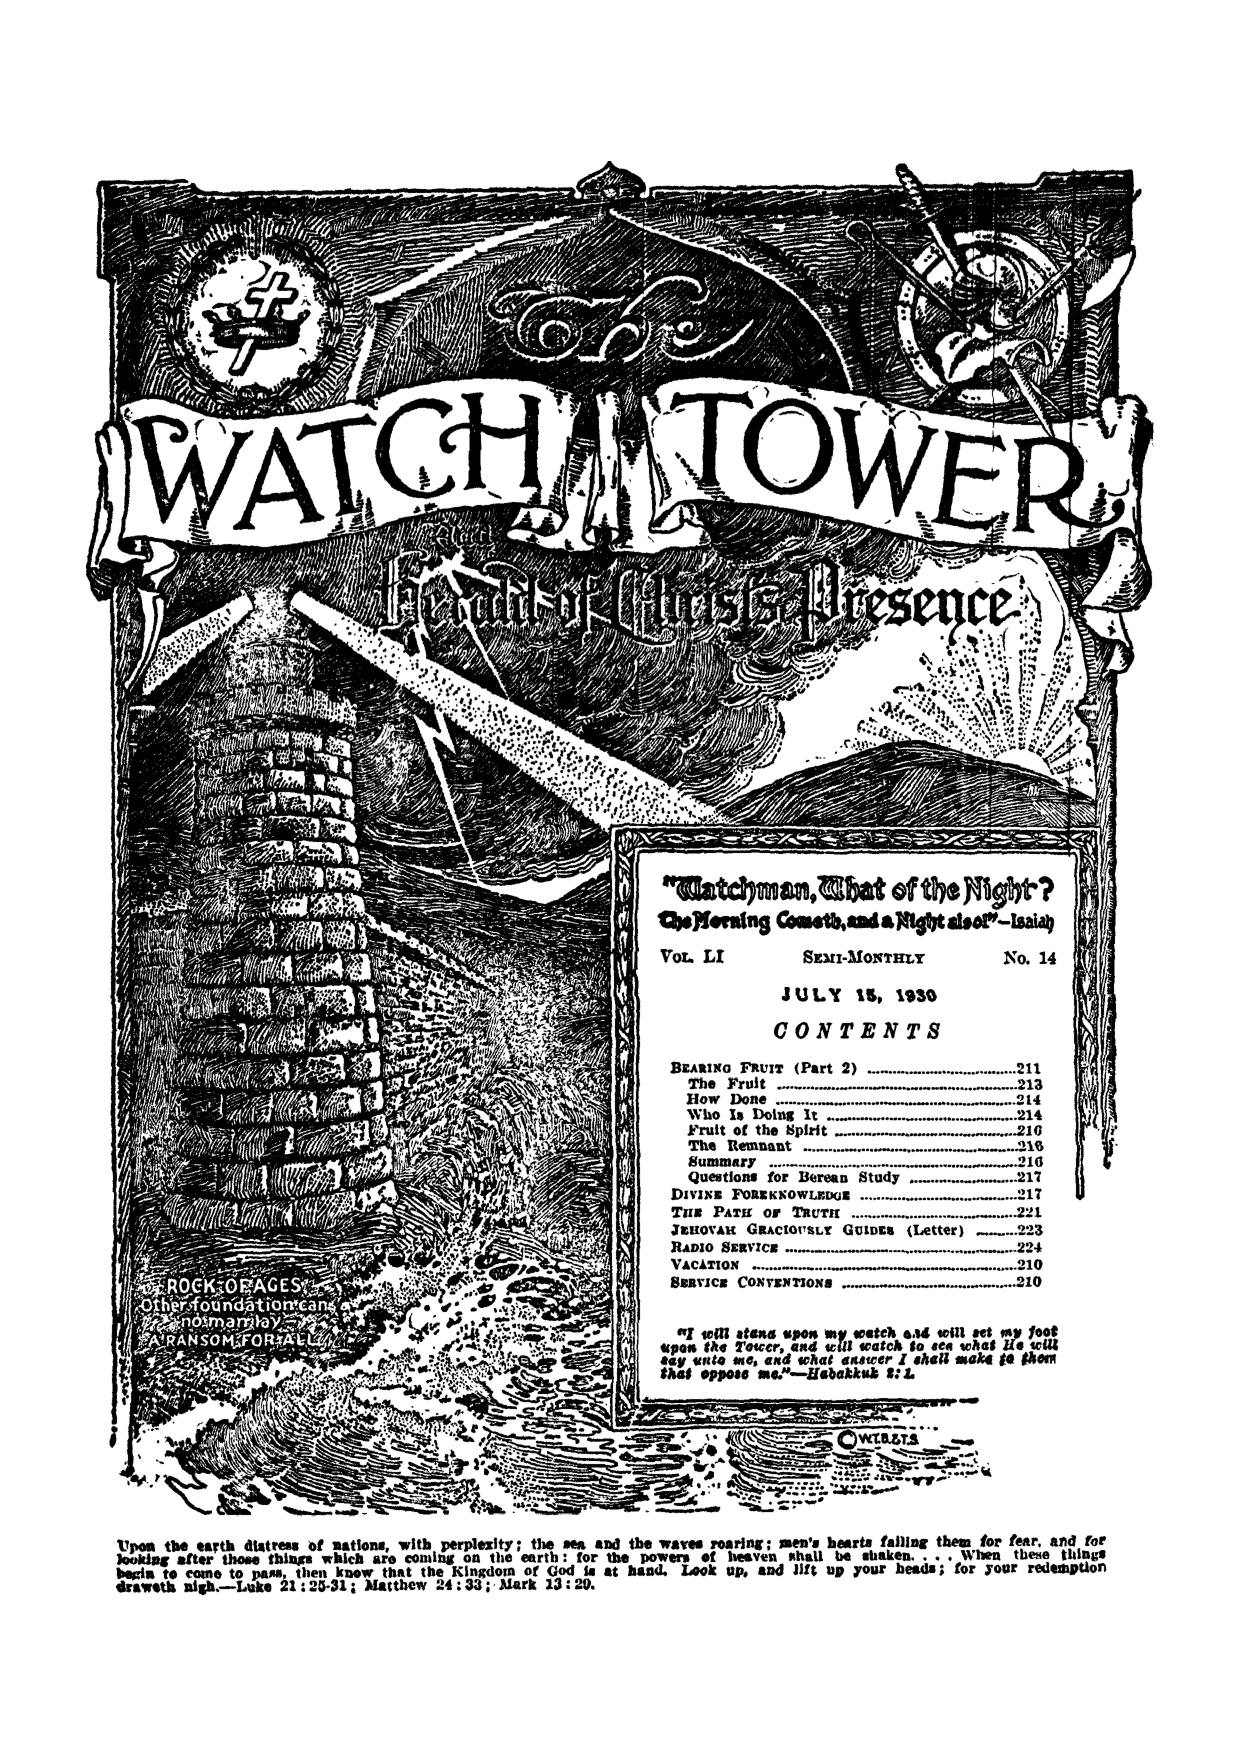 The
WATCH TOWER
And
Herald of Christ's Presence
"Watchman, What of the Night?
The Morning Cometh, and a Night also!"—Isaiah
VOL. LI SEMI-MONTHLY No. 14
JULY 15, 1930
CONTENTS
BEARING FRUIT (Part 2) ........211
The Fruit ........213
How Done ........214
Who Is Doing It ........214
Fruit of the Spirit ........216
The Remnant ........216
Summary ........216
Questions for Berean Study ........217
DIVINE FOREKNOWLEDGE ........217
THE PATH OF TRUTH ........221
JEHOVAH GRACIOUSLY GUIDES (Letter) ........223
RADIO SERVICE ........224
VACATION ........210
SERVICE CONVENTIONS ........210
ROCK OF AGES
Other foundation can
no man lay
A RANSOM FOR ALL
"I will stand upon my watch and will set my foot
upon the Tower, and will watch to see what He will
say unto me, and what answer I shall make to them
that oppose me."—Habakkuk 2:1.
©W.T.B.&T.S.
Upon the earth distress of nations, with perplexity; the sea and the waves roaring; men's hearts failing them for fear, and for
looking after those things which are coming on the earth: for the powers of heaven shall be shaken. . . . When these things
begin to come to pass, then know that the Kingdom of God is at hand. Look up, and lift up your heads; for your redemption
draweth nigh.—Luke 21:25-31; Matthew 24:33; Mark 13:29.